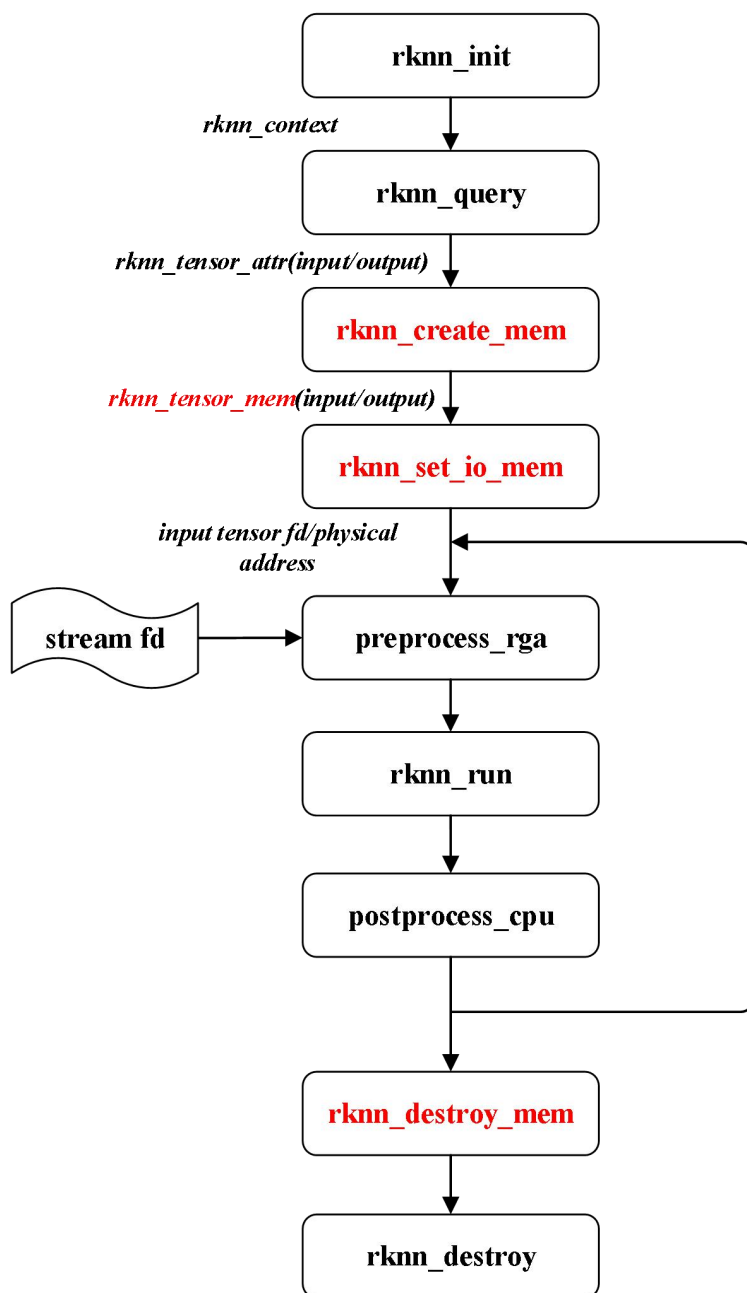 rknn_init
rknn_context
rknn_query
rknn_tensor_attr(input/output)
rknn_create_mem
rknn_tensor_mem(input/output)
rknn_set_io_mem
input tensor fd/physical
address
stream fd
preprocess_rga
rknn_run
postprocess_cpu
rknn_destroy_mem
rknn_destroy